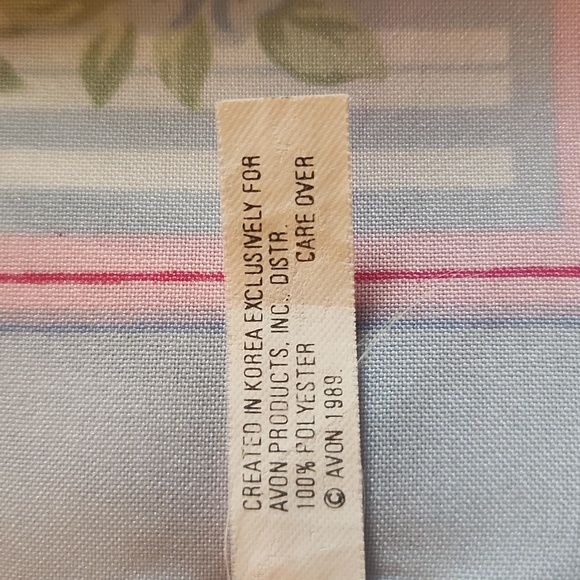 CREATED IN KOREA EXCLUSIVELY FOR
AVON PRODUCTS, INC., DISTR.
100% POLYESTER CARE OVER
© AVON 1989.